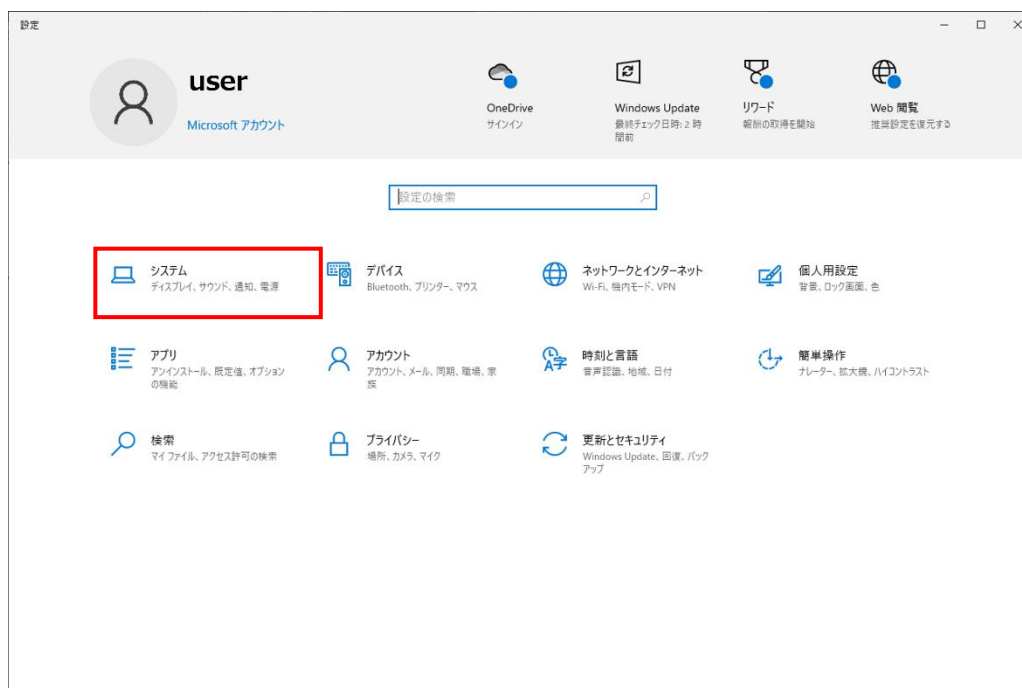 設定
user
Microsoft アカウント
OneDrive
サインイン
Windows Update
最終チェック日時: 2 時
間前
リワード
報酬の取得を開始
Web 閲覧
推奨設定を復元する
設定の検索
システム
ディスプレイ、サウンド、通知、電源
デバイス
Bluetooth、プリンター、マウス
ネットワークとインターネット
Wi-Fi、機内モード、VPN
個人用設定
背景、ロック画面、色
アプリ
アンインストール、既定値、オプション
の機能
アカウント
アカウント、メール、同期、職場、家
族
時刻と言語
音声認識、地域、日付
簡単操作
ナレーター、拡大鏡、ハイコントラスト
検索
マイ ファイル、アクセス許可の検索
プライバシー
場所、カメラ、マイク
更新とセキュリティ
Windows Update、回復、バック
アップ